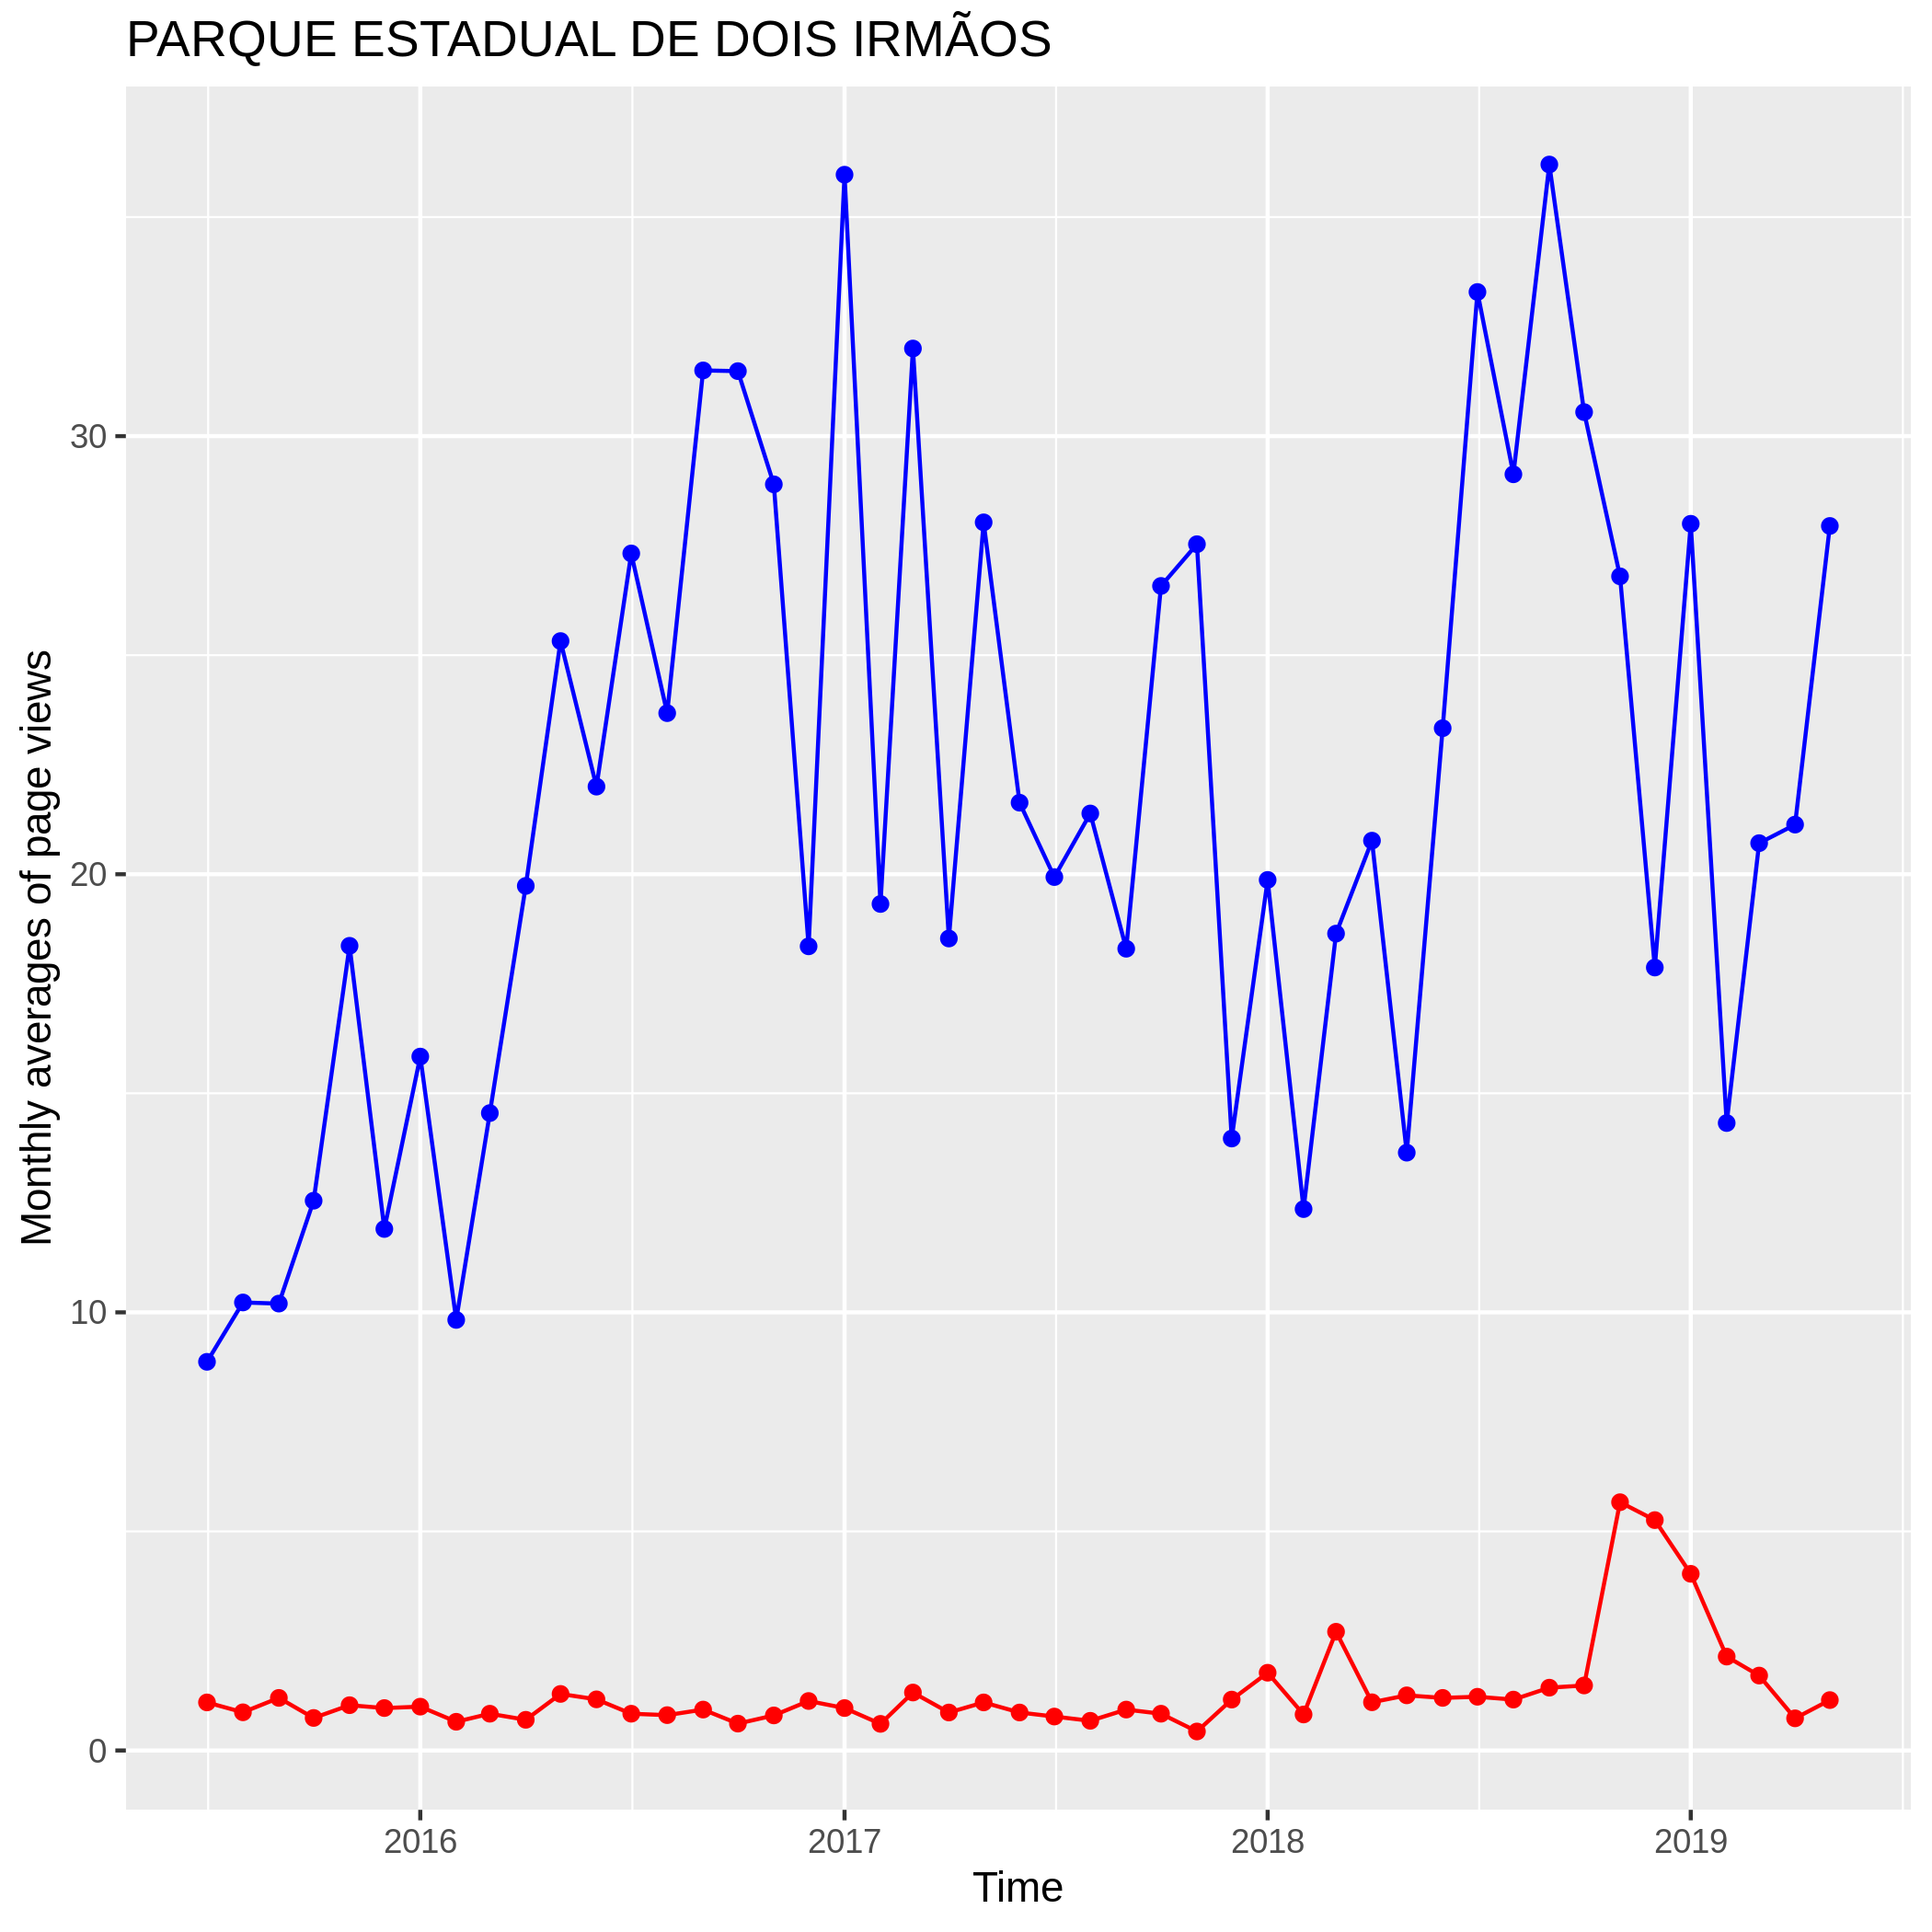 PARQUE ESTADUAL DE DOIS IRMÃOS
Monthly averages of page views
30
20
10
0
2016
2017
2018
2019
Time